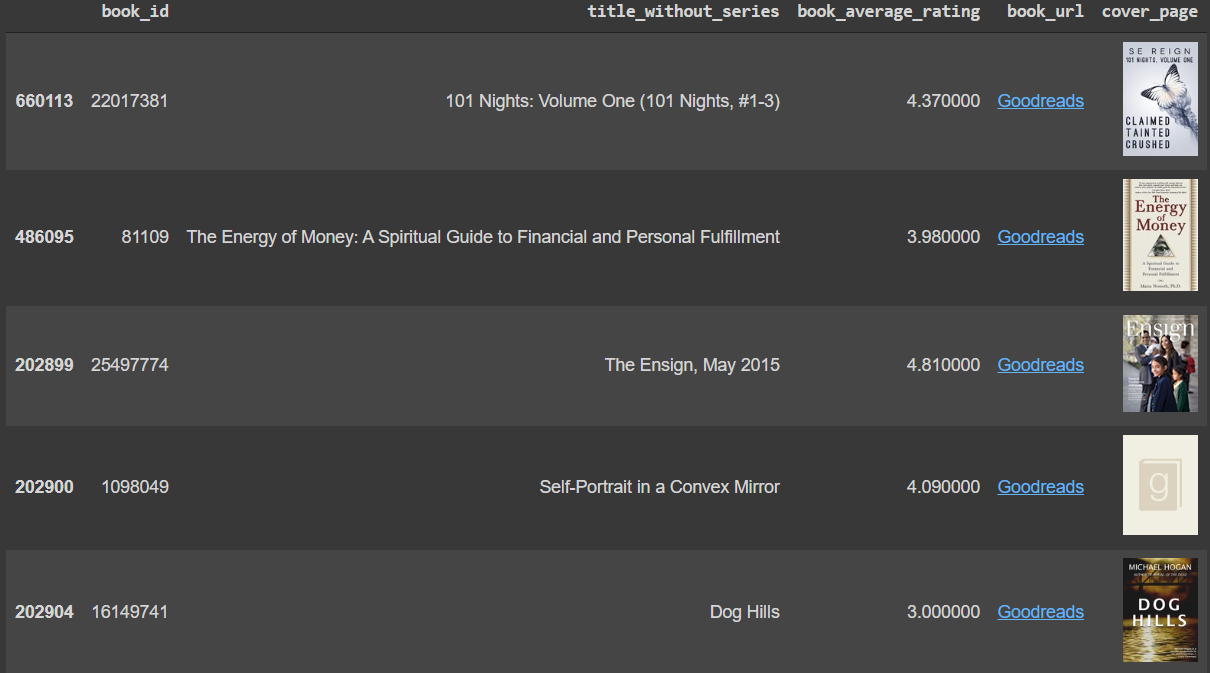 book_id title_without_series book_average_rating book_url cover_page
660113 22017381 101 Nights: Volume One (101 Nights, #1-3) 4.370000 Goodreads
SE REIGN
101 NIGHTS, VOLUME ONE
CLAIMED
TAINTED
CRUSHED
486095 81109 The Energy of Money: A Spiritual Guide to Financial and Personal Fulfillment 3.980000 Goodreads
The
Energy
of
Money
A Spiritual Guide to
Financial and
Personal Fulfillment
202899 25497774 The Ensign, May 2015 4.810000 Goodreads
Ensign
202900 1098049 Self-Portrait in a Convex Mirror 4.090000 Goodreads
g
202904 16149741 Dog Hills 3.000000 Goodreads
MICHAEL HOGAN
DOG
HILLS